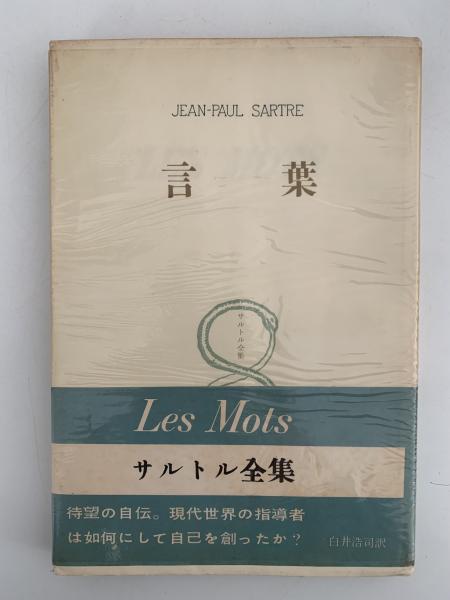 JEAN-PAUL SARTRE
言葉
サルトル全集
Les Mots
サルトル全集
待望の自伝。現代世界の指導者
は如何にして自己を創ったか?
白井浩司訳